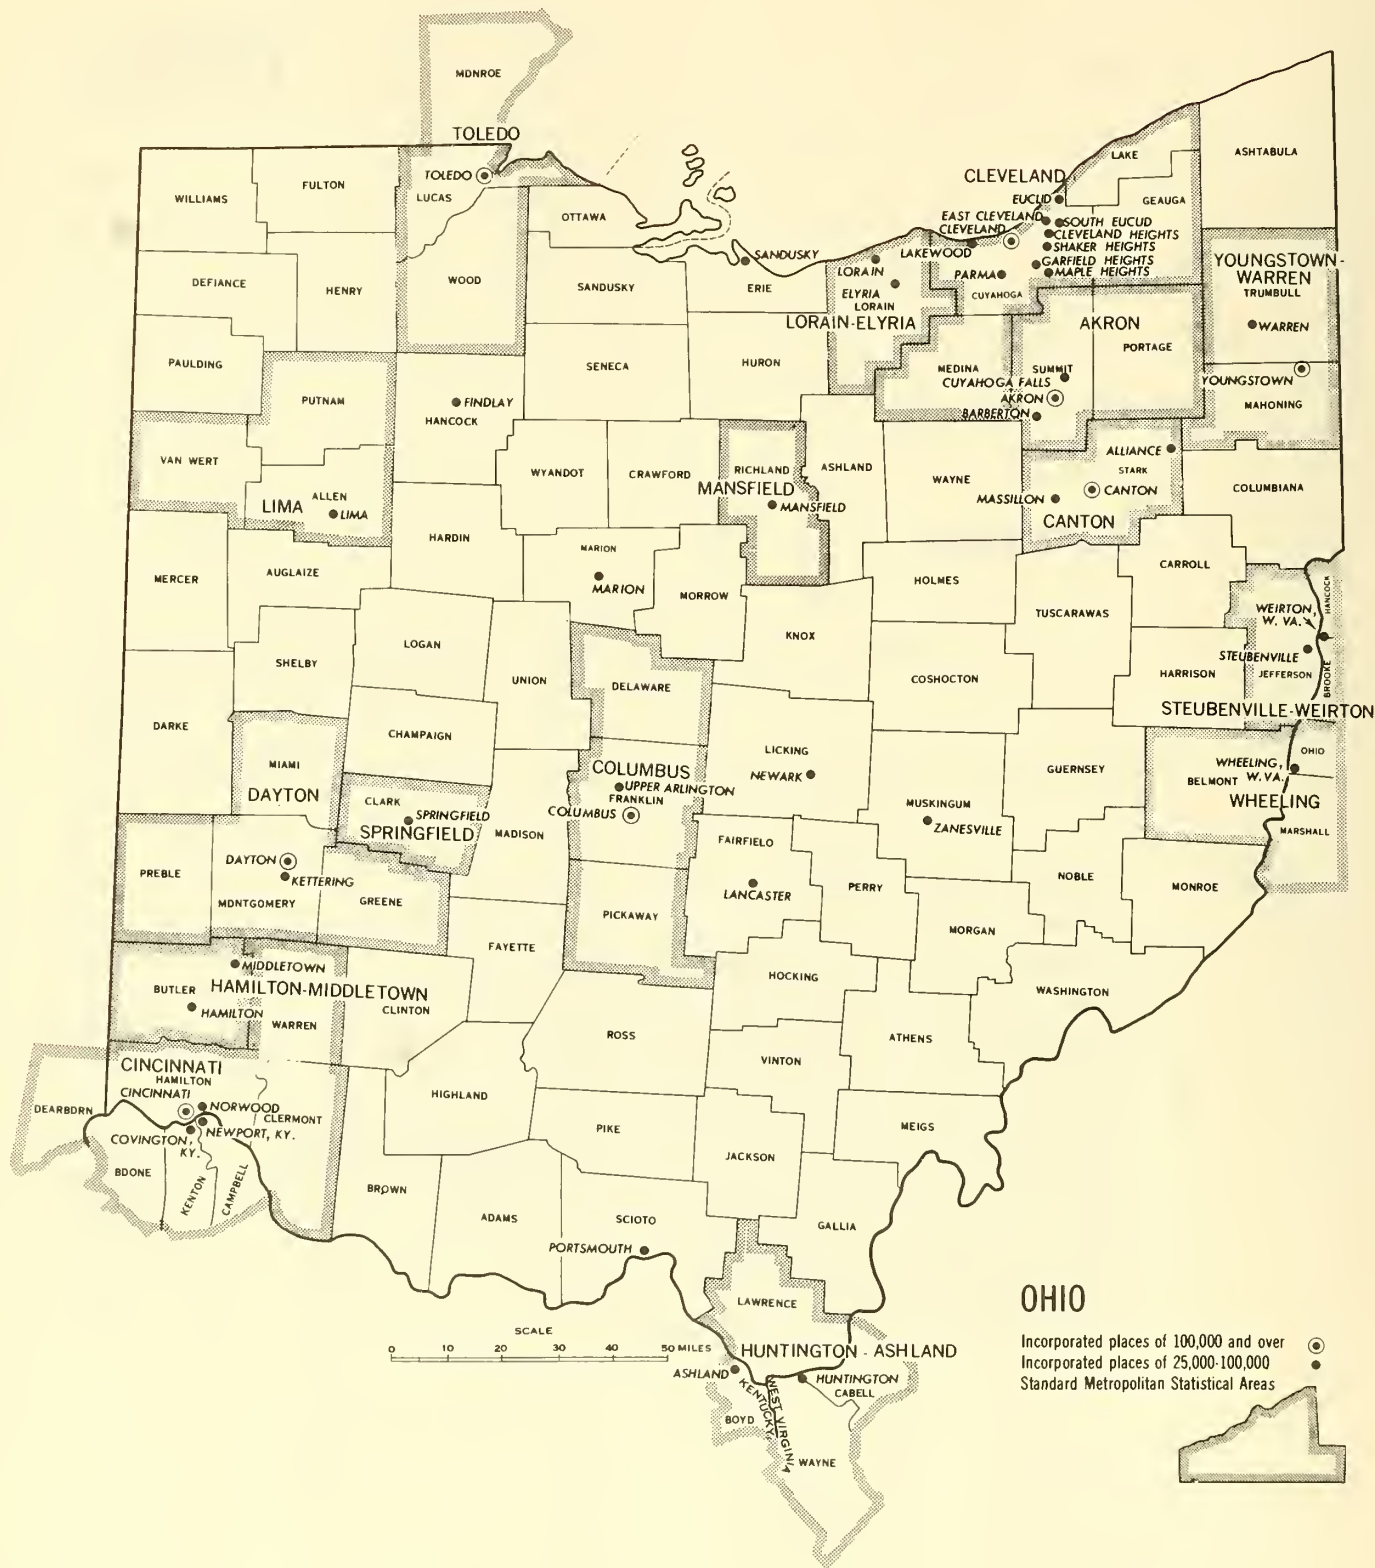 MDNROE
TOLEDO
TOLEDO
LUCAS
WILLIAMS
FULTON
OTTAWA
DEFIANCE
HENRY
WOOD
SANDUSKY
SANDUSKY
ERIE
CLEVELAND
LAKE
ASHTABULA
GEAUGA
EUCLID
EAST CLEVELAND
CLEVELAND
SOUTH EUCUD
CLEVELAND HEIGHTS
SHAKER HEIGHTS
LAKEWOOD
GARFIELD HEIGHTS
MAPLE HEIGHTS
PARMA
CUYAHOGA
LORAIN
ELYRIA
LORAIN
LORAIN-ELYRIA
YOUNGSTOWN-
WARREN
TRUMBULL
WARREN
AKRON
PORTAGE
MEDINA
SUMMIT
CUYAHOGA FALLS
AKRON
BARBERTON
YOUNGSTOWN
MAHONING
PAULDING
PUTNAM
SENECA
HURON
FINDLAY
HANCOCK
VAN WERT
ALLEN
LIMA
LIMA
WYANDOT
CRAWFORD
RICHLAND
MANSFIELD
MANSFIELD
ASHLAND
WAYNE
ALLIANCE
STARK
MASSILLON
CANTON
CANTON
COLUMBIANA
MERCER
AUGLAIZE
HARDIN
MARION
MARION
MORROW
HOLMES
CARROLL
TUSCARAWAS
WEIRTON,
W. VA.
HANCOCK
STEUBENVILLE
JEFFERSON
BROOKE
STEUBENVILLE-WEIRTON
SHELBY
LOGAN
UNION
DELAWARE
KNOX
COSHOCTON
HARRISON
DARKE
CHAMPAIGN
MIAMI
DAYTON
CLARK
SPRINGFIELD
SPRINGFIELD
MADISON
COLUMBUS
UPPER ARLINGTON
FRANKLIN
COLUMBUS
LICKING
NEWARK
MUSKINGUM
ZANESVILLE
GUERNSEY
OHIO
WHEELING,
W.VA.
BELMONT
WHEELING
MARSHALL
PREBLE
DAYTON
KETTERING
MDNTGOMERY
GREENE
FAIRFIELD
LANCASTER
PERRY
NOBLE
MONROE
PICKAWAY
FAYETTE
MORGAN
MIDDLETOWN
BUTLER
HAMILTON-MIDDLETOWN
HAMILTON
WARREN
CLINTON
HOCKING
WASHINGTON
ROSS
VINTON
ATHENS
CINCINNATI
HAMILTON
CINCINNATI
NORWOOD
CLERMONT
NEWPORT, KY.
COVINGTON,
KY.
DEARBDRN
BDONE
KENTON
CAMPBELL
HIGHLAND
PIKE
JACKSON
MEIGS
BROWN
ADAMS
SCIOTO
PORTSMOUTH
GALLIA
LAWRENCE
HUNTINGTON - ASHLAND
ASHLAND
HUNTINGTON
CABELL
KENTUCKY
WEST VIRGINIA
BOYD
WAYNE
SCALE
0 10 20 30 40 50 MILES
OHIO
Incorporated places of 100,000 and over
Incorporated places of 25,000-100,000
Standard Metropolitan Statistical Areas